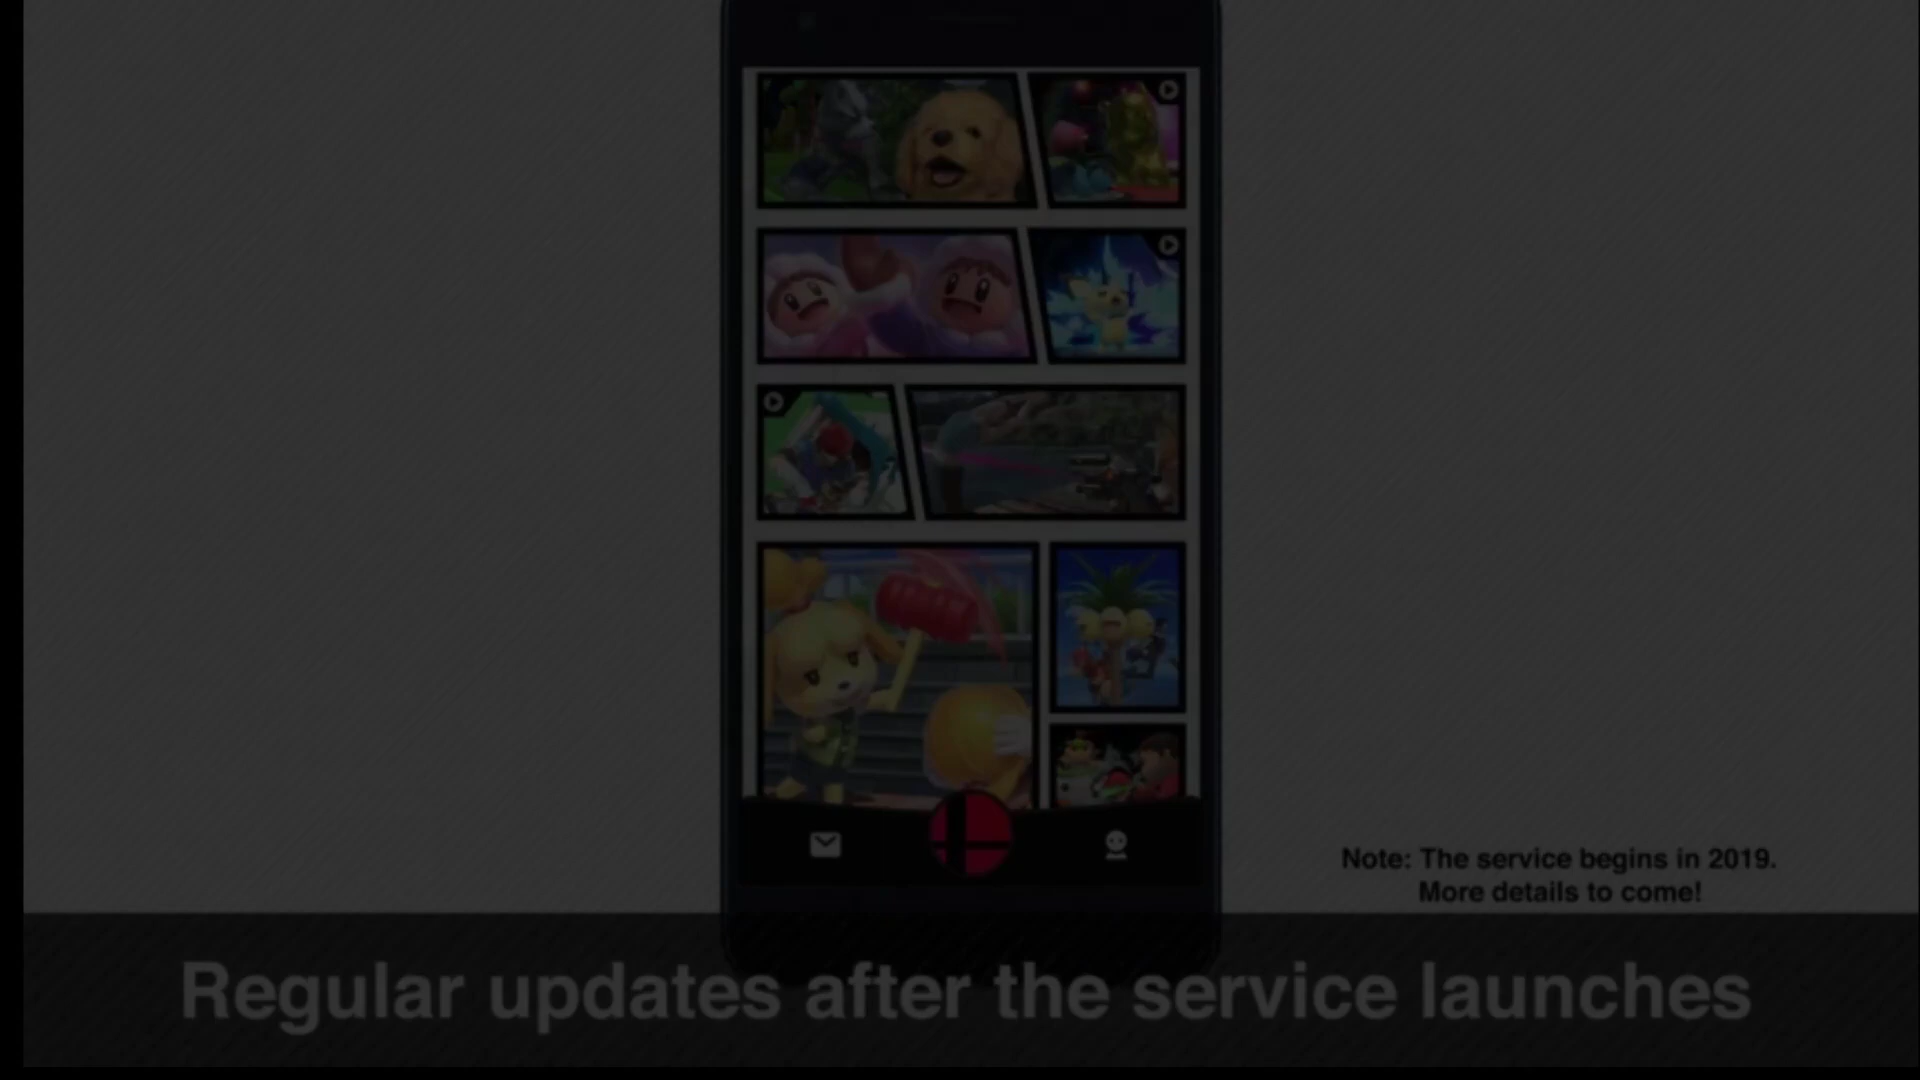 Note: The service begins in 2019.
More details to come!
Regular updates after the service launches